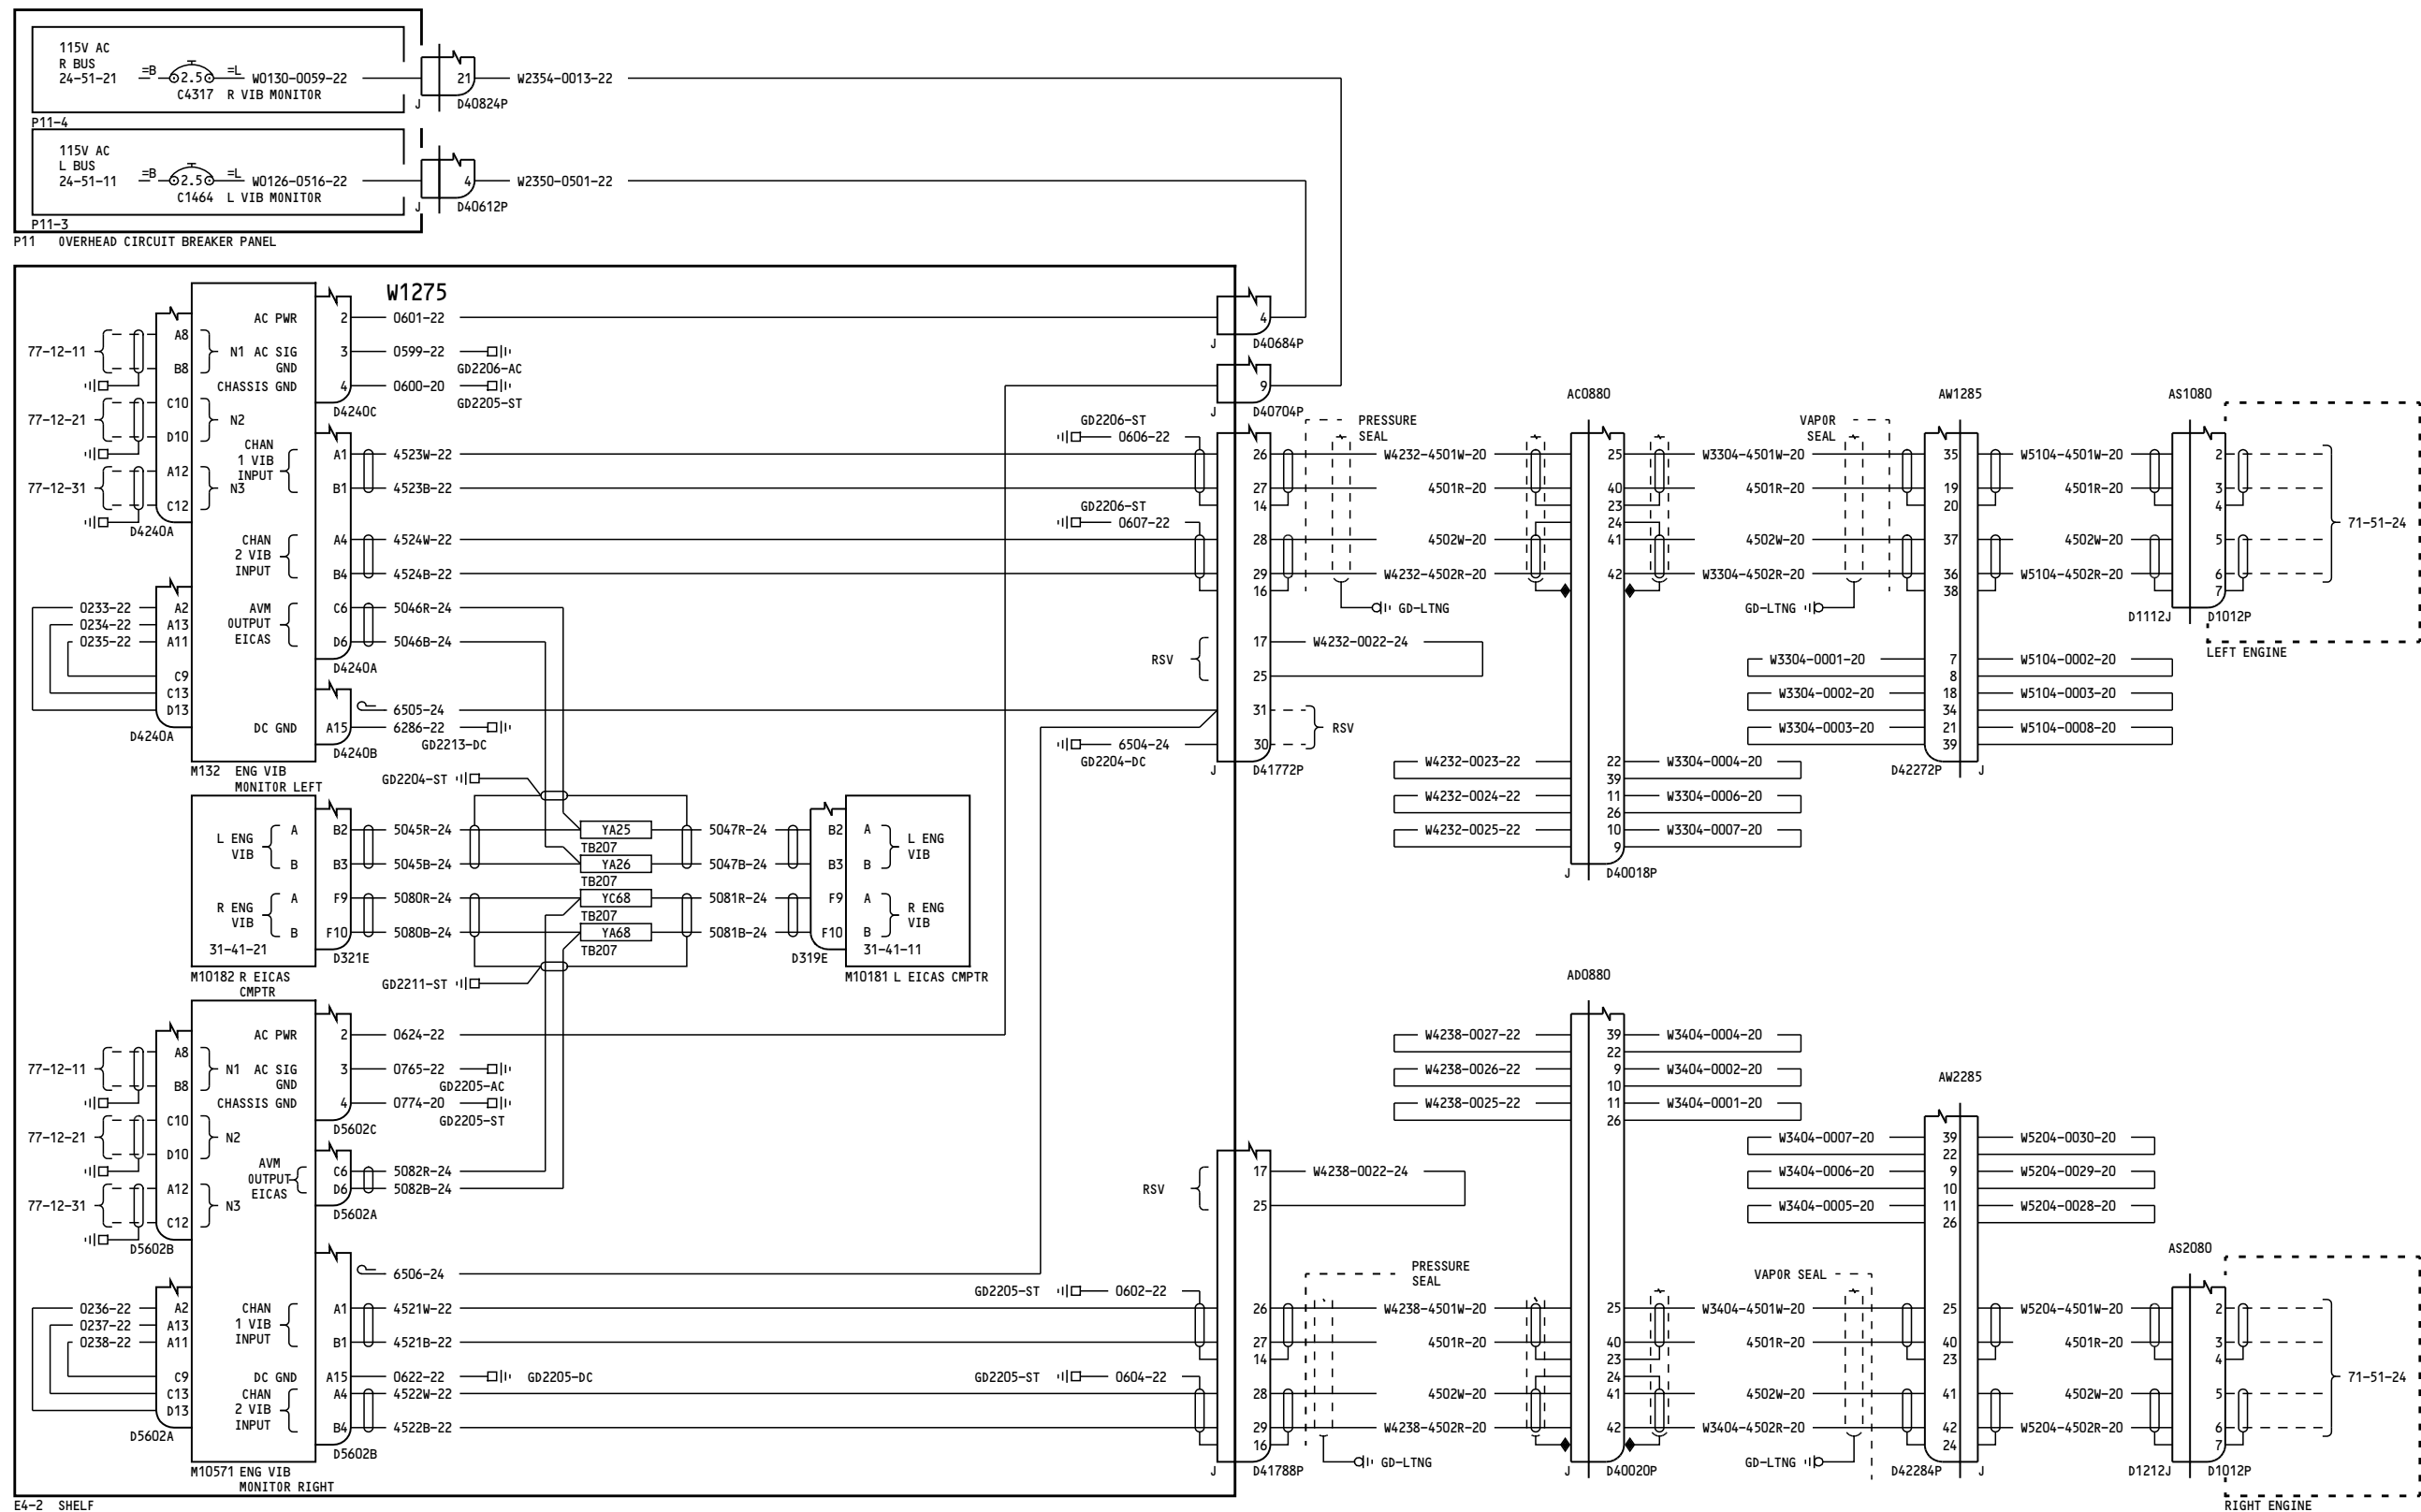 115V AC
R BUS
24-51-21
=B
2.5
=L
W0130-0059-22
C4317 R VIB MONITOR
P11-4
21
J
D40824P
W2354-0013-22
115V AC
L BUS
24-51-11
=B
2.5
=L
W0126-0516-22
C1464 L VIB MONITOR
P11-3
4
J
D40612P
W2350-0501-22
P11 OVERHEAD CIRCUIT BREAKER PANEL
W1275
77-12-11
A8
B8
N1
77-12-21
C10
D10
N2
77-12-31
A12
C12
N3
D4240A
AC PWR 2 0601-22
AC SIG GND 3 0599-22
GD2206-AC
CHASSIS GND 4 0600-20
GD2205-ST
D4240C
CHAN
1 VIB
INPUT
A1 4523W-22
B1 4523B-22
CHAN
2 VIB
INPUT
A4 4524W-22
B4 4524B-22
AVM
OUTPUT
EICAS
C6 5046R-24
D6 5046B-24
D4240A
6505-24
DC GND A15 6286-22
GD2213-DC
D4240B
0233-22 A2
0234-22 A13
0235-22 A11
C9
C13
D13
D4240A
M132 ENG VIB
MONITOR LEFT
GD2204-ST
L ENG
VIB
A B2 5045R-24
B B3 5045B-24
R ENG
VIB
A F9 5080R-24
B F10 5080B-24
31-41-21
D321E
M10182 R EICAS
CMPTR
YA25
TB207
YA26
TB207
YC68
TB207
YA68
TB207
GD2211-ST
5047R-24 B2 A
5047B-24 B3 B
L ENG
VIB
5081R-24 F9 A
5081B-24 F10 B
R ENG
VIB
31-41-11
D319E
M10181 L EICAS CMPTR
77-12-11
A8
B8
N1
77-12-21
C10
D10
N2
77-12-31
A12
C12
N3
D5602B
AC PWR 2 0624-22
AC SIG GND 3 0765-22
GD2205-AC
CHASSIS GND 4 0774-20
GD2205-ST
D5602C
AVM
OUTPUT
EICAS
C6 5082R-24
D6 5082B-24
D5602A
6506-24
CHAN
1 VIB
INPUT
A1 4521W-22
B1 4521B-22
DC GND A15 0622-22
GD2205-DC
CHAN
2 VIB
INPUT
A4 4522W-22
B4 4522B-22
D5602B
0236-22 A2
0237-22 A13
0238-22 A11
C9
C13
D13
D5602A
M10571 ENG VIB
MONITOR RIGHT
E4-2 SHELF
4
J
D40684P
9
J
D40704P
GD2206-ST
0606-22
GD2206-ST
0607-22
26
27
14
28
29
16
RSV
17 W4232-0022-24
25
31
30
RSV
6504-24
GD2204-DC
J
D41772P
PRESSURE
SEAL
W4232-4501W-20
4501R-20
4502W-20
W4232-4502R-20
GD-LTNG
AC0880
25
40
23
24
41
42
W4232-0023-22 22 W3304-0004-20
39
W4232-0024-22 11 W3304-0006-20
26
W4232-0025-22 10 W3304-0007-20
9
J
D40018P
W3304-4501W-20
4501R-20
4502W-20
W3304-4502R-20
VAPOR
SEAL
GD-LTNG
AW1285
35
19
20
37
36
38
W3304-0001-20 7 W5104-0002-20
8
W3304-0002-20 18 W5104-0003-20
34
W3304-0003-20 21 W5104-0008-20
39
D42272P
J
W5104-4501W-20
4501R-20
4502W-20
W5104-4502R-20
AS1080
2
3
4
5
6
7
D1112J
D1012P
71-51-24
LEFT ENGINE
AD0880
W4238-0027-22 39 W3404-0004-20
22
W4238-0026-22 9 W3404-0002-20
10
W4238-0025-22 11 W3404-0001-20
26
RSV
17 W4238-0022-24
25
GD2205-ST 0602-22
GD2205-ST 0604-22
26
27
14
28
29
16
J
D41788P
PRESSURE
SEAL
W4238-4501W-20
4501R-20
4502W-20
W4238-4502R-20
GD-LTNG
25
40
23
24
41
42
J
D40020P
W3404-4501W-20
4501R-20
4502W-20
W3404-4502R-20
VAPOR SEAL
GD-LTNG
AW2285
W3404-0007-20 39 W5204-0030-20
22
W3404-0006-20 9 W5204-0029-20
10
W3404-0005-20 11 W5204-0028-20
26
25
40
23
41
42
24
D42284P
J
W5204-4501W-20
4501R-20
4502W-20
W5204-4502R-20
AS2080
2
3
4
5
6
7
D1212J
D1012P
71-51-24
RIGHT ENGINE